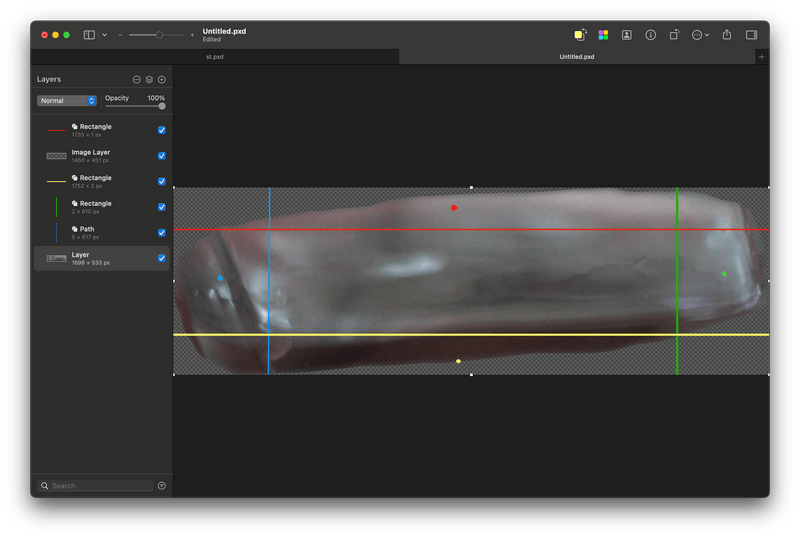 Untitled.pxd
Edited
st.pxd
Untitled.pxd
Layers
Normal
Opacity 100%
Rectangle
1735 × 1 px
Image Layer
1450 × 451 px
Rectangle
1752 × 2 px
Rectangle
2 × 810 px
Path
5 × 617 px
Layer
1698 × 533 px
Search